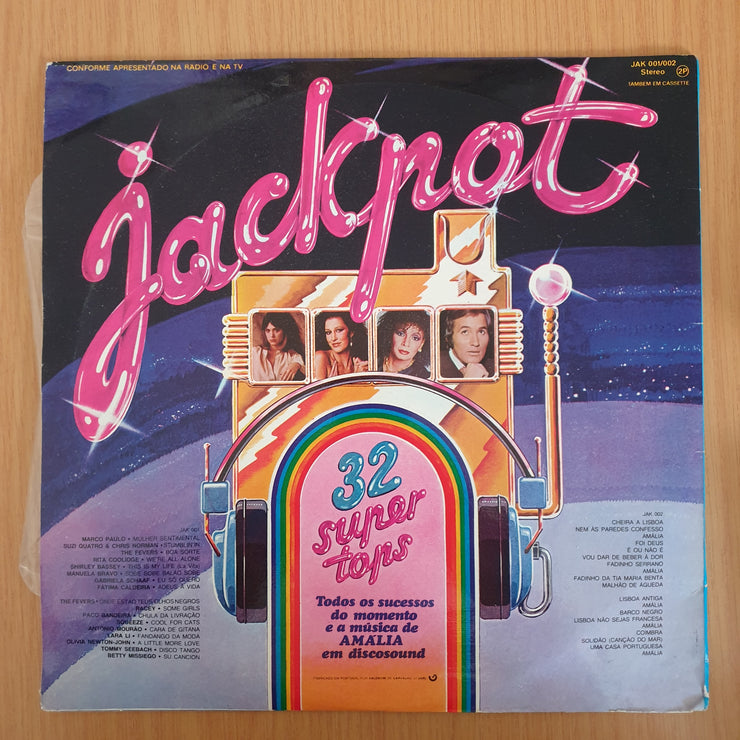 CONFORME APRESENTADO NA RADIO E NA TV
JAK 001/002
Stereo 2P
TAMBEM EM CASSETTE
jackpot
32
super
tops
Todos os sucessos
do momento
e a música de
AMÁLIA
em discosound
JAK 001
MARCO PAULO • MULHER SENTIMENTAL
SUZI QUATRO & CHRIS NORMAN • STUMBLIN'IN
THE FEVERS • BOA SORTE
RITA COOLIDGE • WE'RE ALL ALONE
SHIRLEY BASSEY • THIS IS MY LIFE (La Vita)
MANUELA BRAVO • SOBE SOBE BALÃO SOBE
GABRIELA SCHAAF • EU SÓ QUERO
FÁTIMA CALDEIRA • ADEUS À VIDA
THE FEVERS • ONDE ESTÃO TEUS OLHOS NEGROS
RACEY • SOME GIRLS
PACO BANDEIRA • CHULA DA LIVRAÇÃO
SQUEEZE • COOL FOR CATS
ANTONIO MOURÃO • CARA DE GITANA
YARA LI • FANDANGO DA MODA
OLIVIA NEWTON-JOHN • A LITTLE MORE LOVE
TOMMY SEEBACH • DISCO TANGO
BETTY MISSIEGO • SU CANCION
JAK 002
CHEIRA A LISBOA
NEM ÀS PAREDES CONFESSO
AMÁLIA
FOI DEUS
É OU NÃO É
VOU DAR DE BEBER À DOR
FADINHO SERRANO
AMÁLIA
FADINHO DA TIA MARIA BENTA
MALHÃO DE ÁGUEDA
LISBOA ANTIGA
AMÁLIA
BARCO NEGRO
LISBOA NÃO SEJAS FRANCESA
AMÁLIA
COIMBRA
SOLIDÃO (CANÇÃO DO MAR)
UMA CASA PORTUGUESA
AMÁLIA